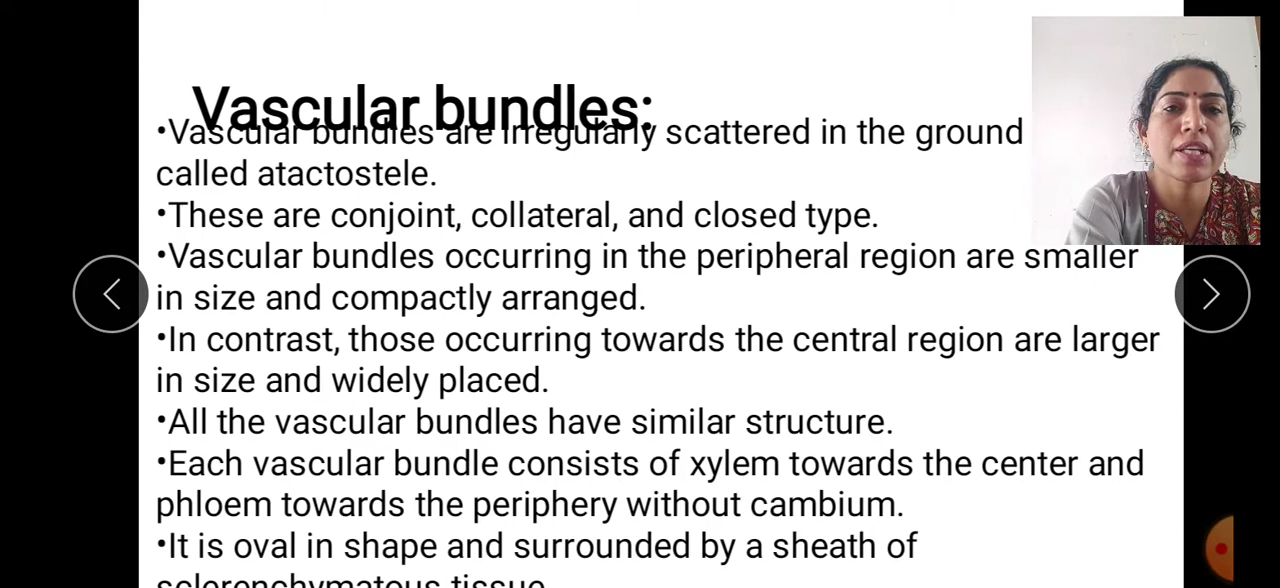 Vascular bundles:
•Vascular bundles are irregularly scattered in the ground
called atactostele.
•These are conjoint, collateral, and closed type.
•Vascular bundles occurring in the peripheral region are smaller
in size and compactly arranged.
•In contrast, those occurring towards the central region are larger
in size and widely placed.
•All the vascular bundles have similar structure.
•Each vascular bundle consists of xylem towards the center and
phloem towards the periphery without cambium.
•It is oval in shape and surrounded by a sheath of
sclerenchymatous tissue